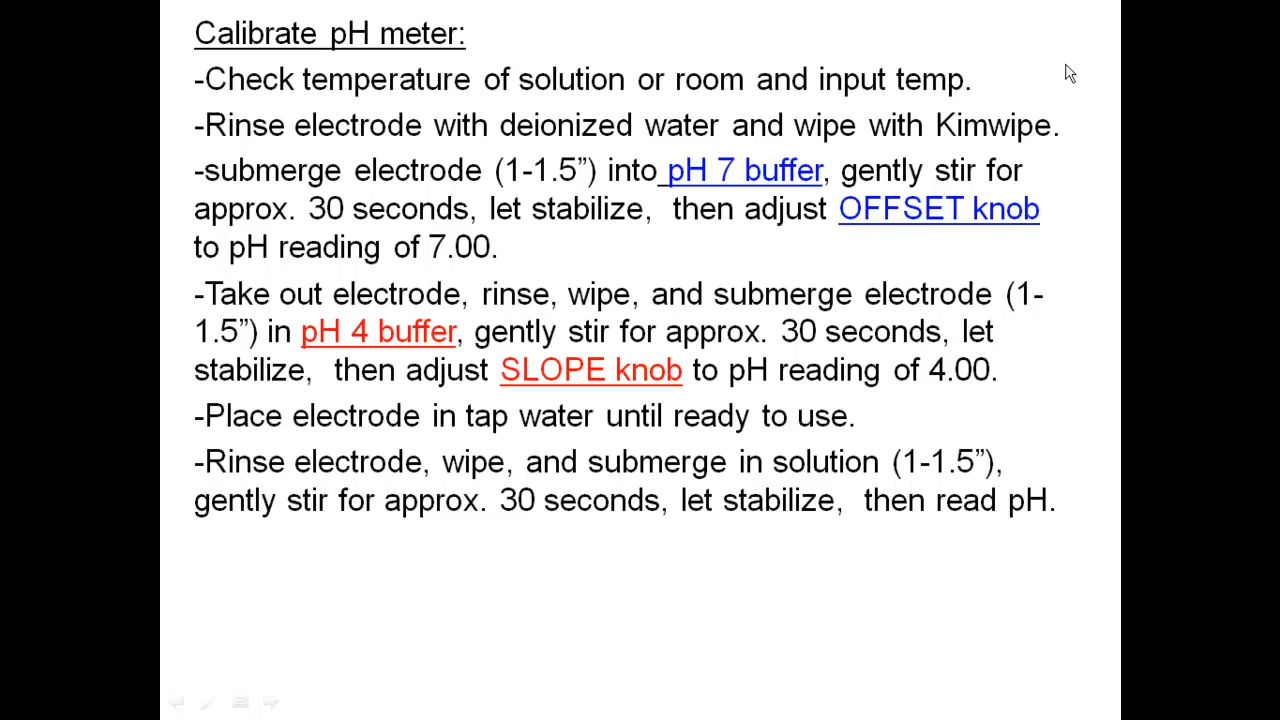 Calibrate pH meter:
-Check temperature of solution or room and input temp.
-Rinse electrode with deionized water and wipe with Kimwipe.
-submerge electrode (1-1.5”) into pH 7 buffer, gently stir for
approx. 30 seconds, let stabilize, then adjust OFFSET knob
to pH reading of 7.00.
-Take out electrode, rinse, wipe, and submerge electrode (1-
1.5”) in pH 4 buffer, gently stir for approx. 30 seconds, let
stabilize, then adjust SLOPE knob to pH reading of 4.00.
-Place electrode in tap water until ready to use.
-Rinse electrode, wipe, and submerge in solution (1-1.5”),
gently stir for approx. 30 seconds, let stabilize, then read pH.